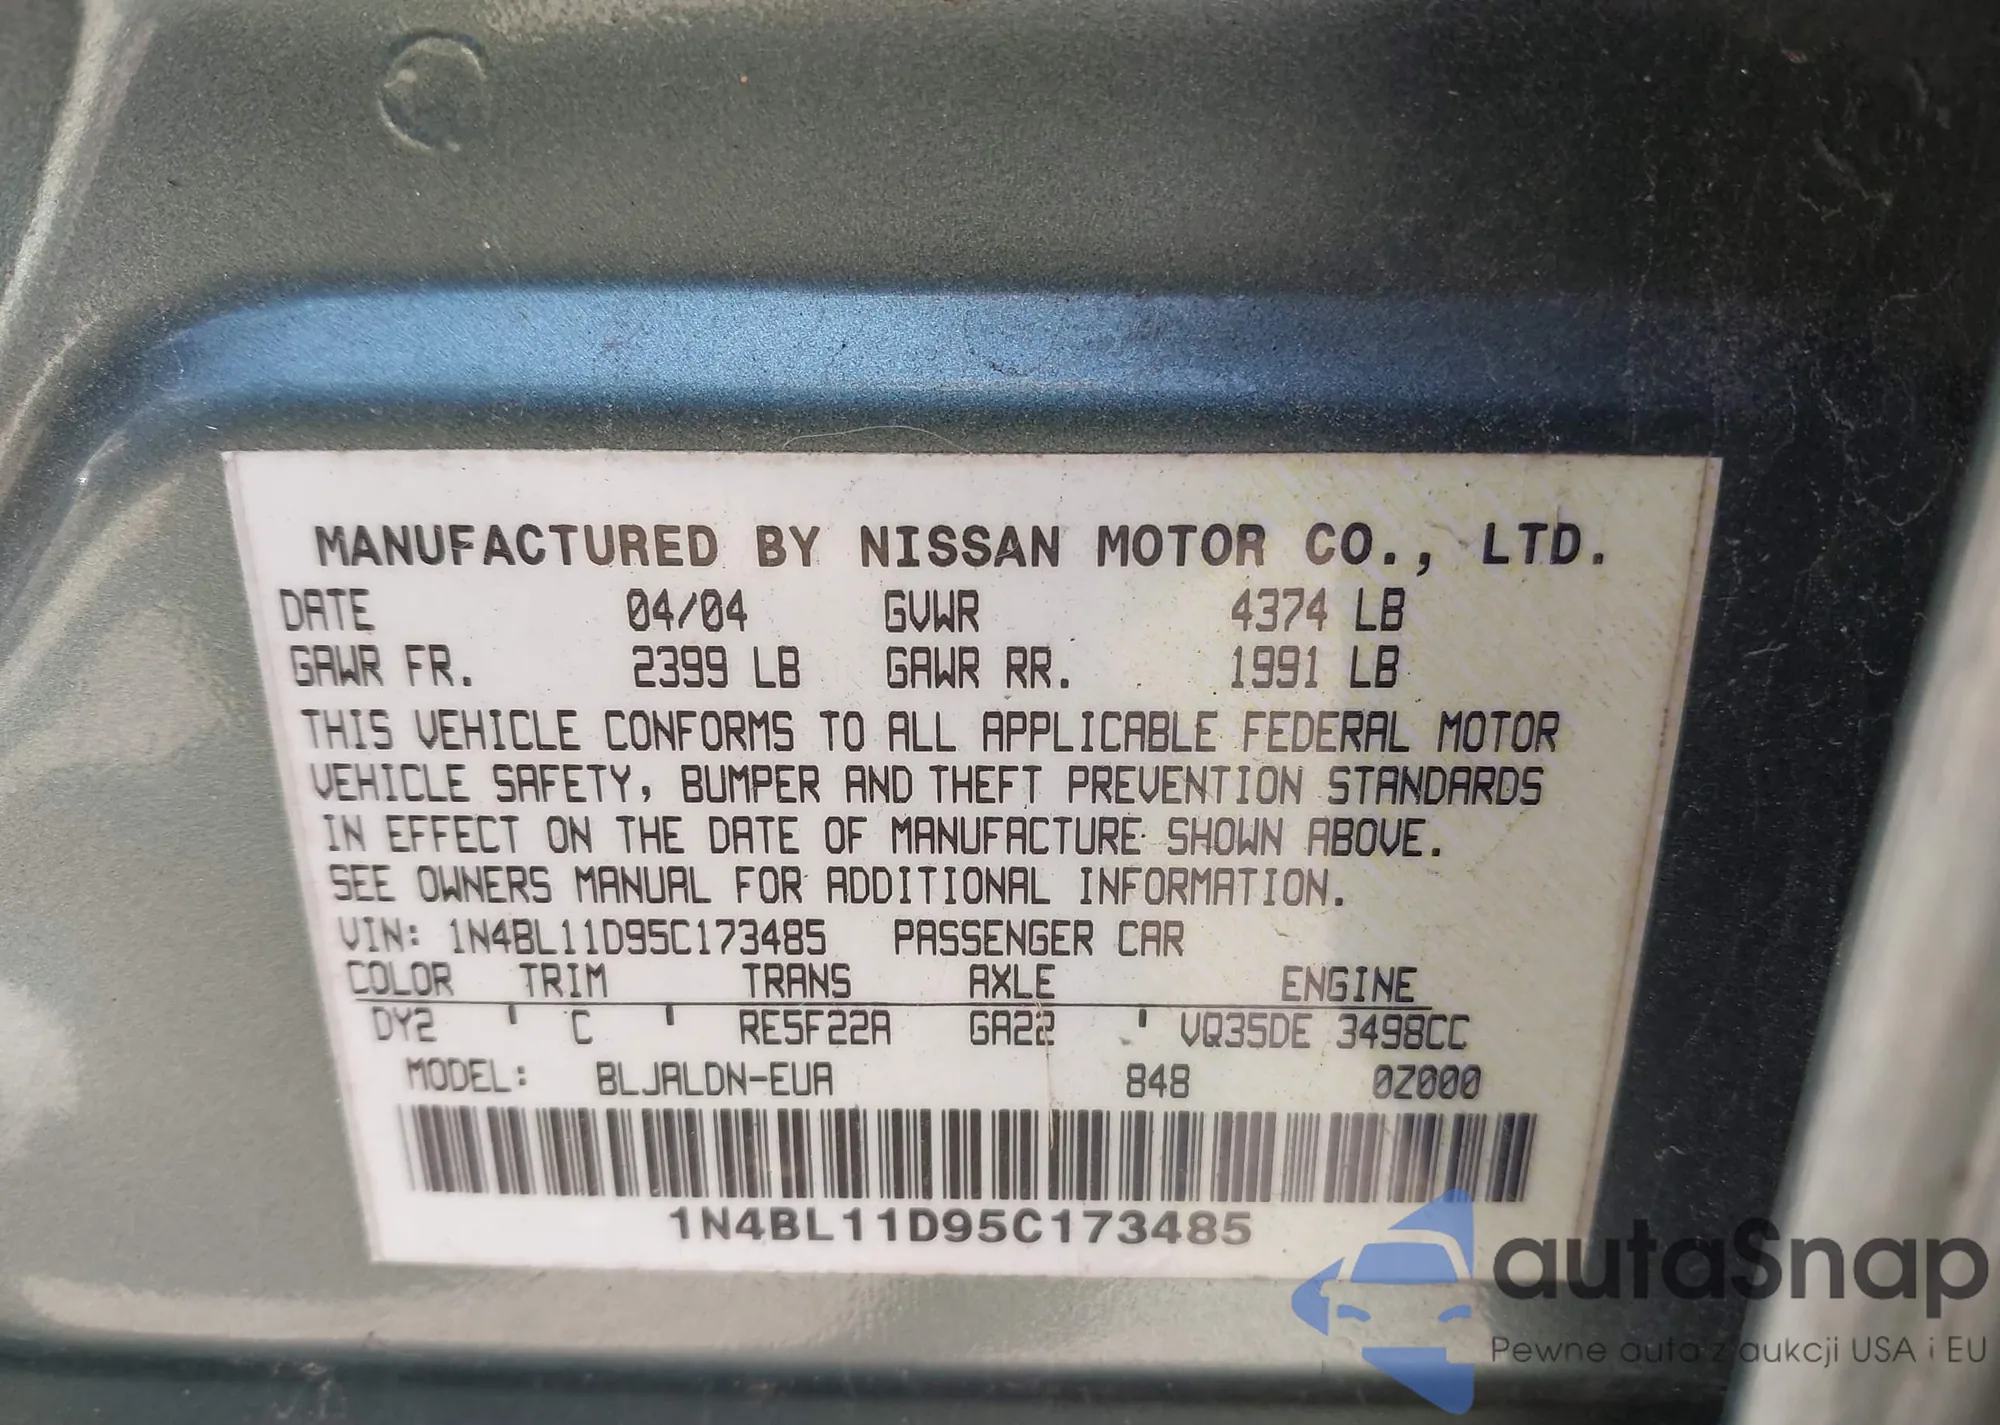 MANUFACTURED BY NISSAN MOTOR CO., LTD.
DATE 04/04 GVWR 4374 LB
GAWR FR. 2399 LB GAWR RR. 1991 LB
THIS VEHICLE CONFORMS TO ALL APPLICABLE FEDERAL MOTOR
VEHICLE SAFETY, BUMPER AND THEFT PREVENTION STANDARDS
IN EFFECT ON THE DATE OF MANUFACTURE SHOWN ABOVE.
SEE OWNERS MANUAL FOR ADDITIONAL INFORMATION.
VIN: 1N4BL11D95C173485 PASSENGER CAR
COLOR TRIM TRANS AXLE ENGINE
DY2 ' C ' RE5F22A GA22 ' VQ35DE 3498CC
MODEL: BLJALDN-EUA 848 0Z000
1N4BL11D95C173485
autaSnap
Pewne auta z aukcji USA i EU